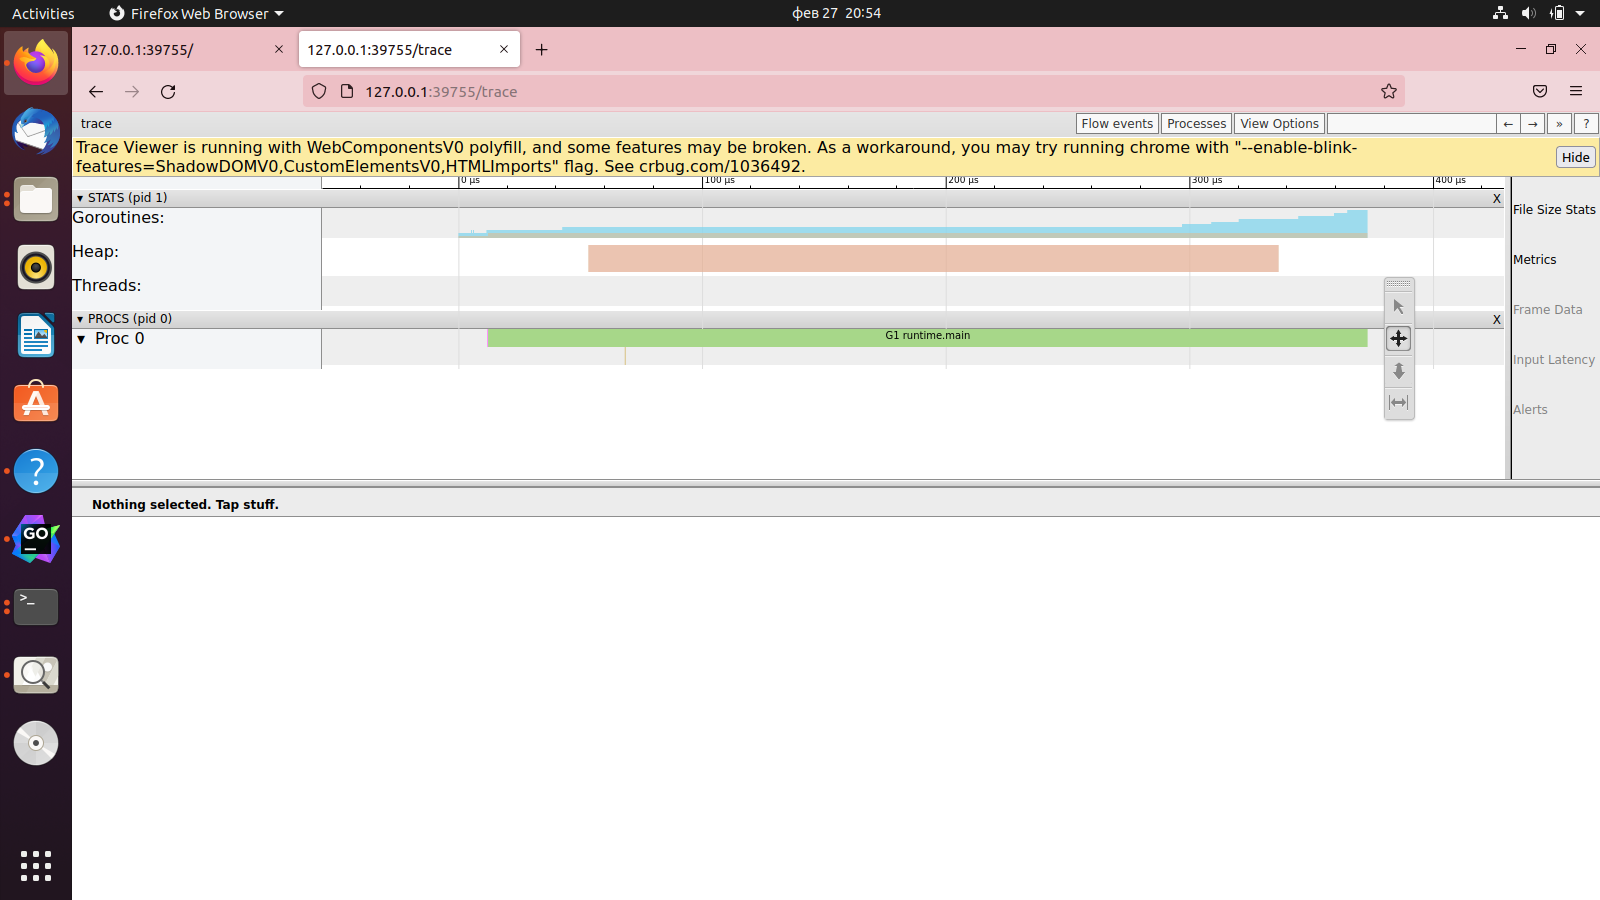 Activities
Firefox Web Browser
фев 27 20:54
127.0.0.1:39755/
127.0.0.1:39755/trace
127.0.0.1:39755/trace
trace
Flow events
Processes
View Options
←
→
»
?
Trace Viewer is running with WebComponentsV0 polyfill, and some features may be broken. As a workaround, you may try running chrome with "--enable-blink-
features=ShadowDOMV0,CustomElementsV0,HTMLImports" flag. See crbug.com/1036492.
Hide
0 µs
100 µs
200 µs
300 µs
400 µs
STATS (pid 1)
X
Goroutines:
Heap:
Threads:
PROCS (pid 0)
X
Proc 0
G1 runtime.main
File Size Stats
Metrics
Frame Data
Input Latency
Alerts
Nothing selected. Tap stuff.
?
GO
>_